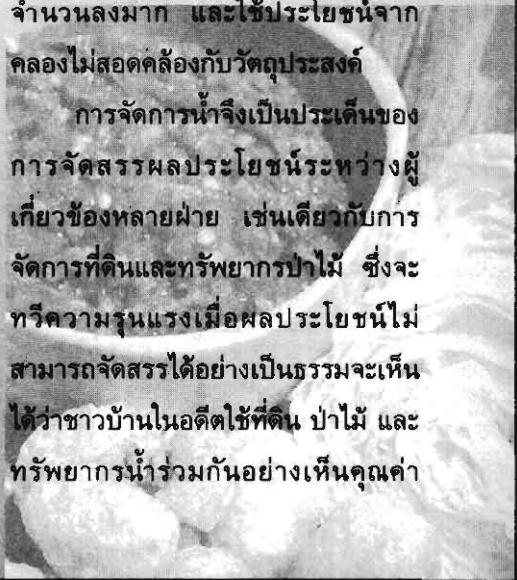 จำนวนลงมาก และใช้ประโยชน์จาก
คลองไม่สอดคล้องกับวัตถุประสงค์
การจัดการน้ำจึงเป็นประเด็นของ
การจัดสรรผลประโยชน์ระหว่างผู้
เกี่ยวข้องหลายฝ่าย เช่นเดียวกับการ
จัดการที่ดินและทรัพยากรป่าไม้ ซึ่งจะ
ทวีความรุนแรงเมื่อผลประโยชน์ไม่
สามารถจัดสรรได้อย่างเป็นธรรมจะเห็น
ได้ว่าชาวบ้านในอดีตใช้ที่ดิน ป่าไม้ และ
ทรัพยากรน้ำร่วมกันอย่างเห็นคุณค่า